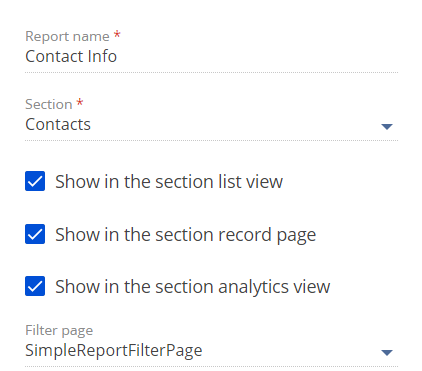 Report name *
Contact Info
Section *
Contacts
Show in the section list view
Show in the section record page
Show in the section analytics view
Filter page
SimpleReportFilterPage